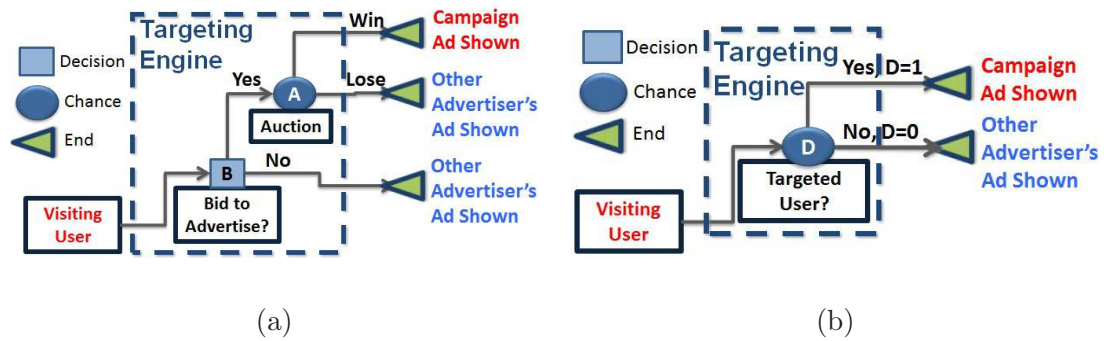 Targeting
Engine
Decision
Chance
End
Win
Campaign
Ad Shown
Yes
A
Lose
Other
Advertiser's
Ad Shown
Auction
B
No
Other
Advertiser's
Ad Shown
Bid to
Advertise?
Visiting
User
(a)
Decision
Chance
End
Targeting
Engine
Yes, D=1
Campaign
Ad Shown
D
No, D=0
Other
Advertiser's
Ad Shown
Targeted
User?
Visiting
User
(b)